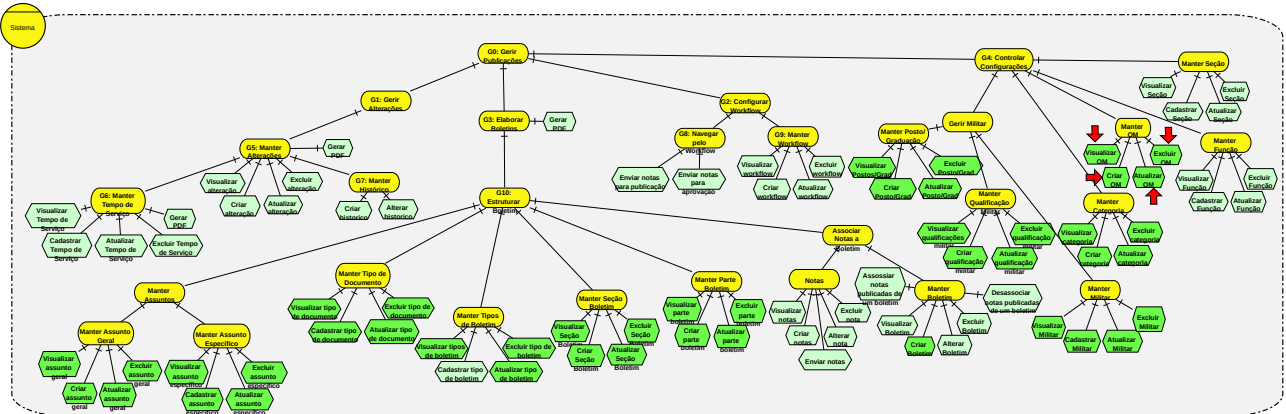 Sistema
G0: Gerir
Publicações
G4: Controlar
Configurações
Manter Seção
Visualizar
Seção
Excluir
Seção
Cadastrar
Seção
Atualizar
Seção
G1: Gerir
Alterações
G3: Elaborar
Boletins
Gerar
PDF
G2: Configurar
Workflow
G8: Navegar
pelo
Workflow
G9: Manter
Workflow
Enviar notas
para publicação
Enviar notas
para
aprovação
Visualizar
workflow
Excluir
workflow
Criar
workflow
Atualizar
workflow
Gerir Militar
Manter Posto/
Graduação
Visualizar
Postos/Grad
Excluir
Posto/Grad
Criar
Posto/Grad
Atualizar
Posto/Grad
Manter
OM
Visualizar
OM
Excluir
OM
Criar
OM
Atualizar
OM
Manter
Função
Visualizar
Função
Excluir
Função
Cadastrar
Função
Atualizar
Função
G5: Manter
Alterações
Gerar
PDF
Visualizar
alteração
Excluir
alteração
Criar
alteração
Atualizar
alteração
G7: Manter
Histórico
Criar
historico
Alterar
historico
G6: Manter
Tempo de
Serviço
Visualizar
Tempo de
Serviço
Gerar
PDF
Cadastrar
Tempo de
Serviço
Atualizar
Tempo de
Serviço
Excluir Tempo
de Serviço
G10:
Estruturar
Boletim
Manter
Qualificação
Militar
Visualizar
qualificações
militar
Excluir
qualificação
militar
Criar
qualificação
militar
Atualizar
qualificação
militar
Manter
Categoria
Visualizar
categoria
Excluir
categoria
Criar
categoria
Atualizar
categoria
Associar
Notas a
Boletim
Manter
Assuntos
Manter Tipo de
Documento
Visualizar tipo
de documento
Excluir tipo
de documento
Cadastrar tipo
de documento
Atualizar tipo
de documento
Manter Tipos
de Boletim
Visualizar tipos
de boletim
Excluir tipo de
boletim
Cadastrar tipo
de boletim
Atualizar tipo
de boletim
Manter Seção
Boletim
Visualizar
Seção
Boletim
Excluir
Seção
Boletim
Criar
Seção
Boletim
Atualizar
Seção
Boletim
Manter Parte
Boletim
Visualizar
parte
boletim
Excluir
parte
boletim
Criar
parte
boletim
Atualizar
parte
boletim
Notas
Visualizar
notas
Excluir
nota
Criar
notas
Alterar
nota
Enviar notas
Manter
Boletim
Assossiar
notas
publicadas de
um boletim
Desassociar
notas publicadas
de um boletim
Visualizar
Boletim
Excluir
Boletim
Criar
Boletim
Alterar
Boletim
Manter
Militar
Visualizar
Militar
Excluir
Militar
Cadastrar
Militar
Atualizar
Militar
Manter Assunto
Geral
Visualizar
assunto
geral
Excluir
assunto
geral
Criar
assunto
geral
Atualizar
assunto
geral
Manter Assunto
Específico
Visualizar
assunto
especifico
Excluir
assunto
especifico
Cadastrar
assunto
especifico
Atualizar
assunto
especifico